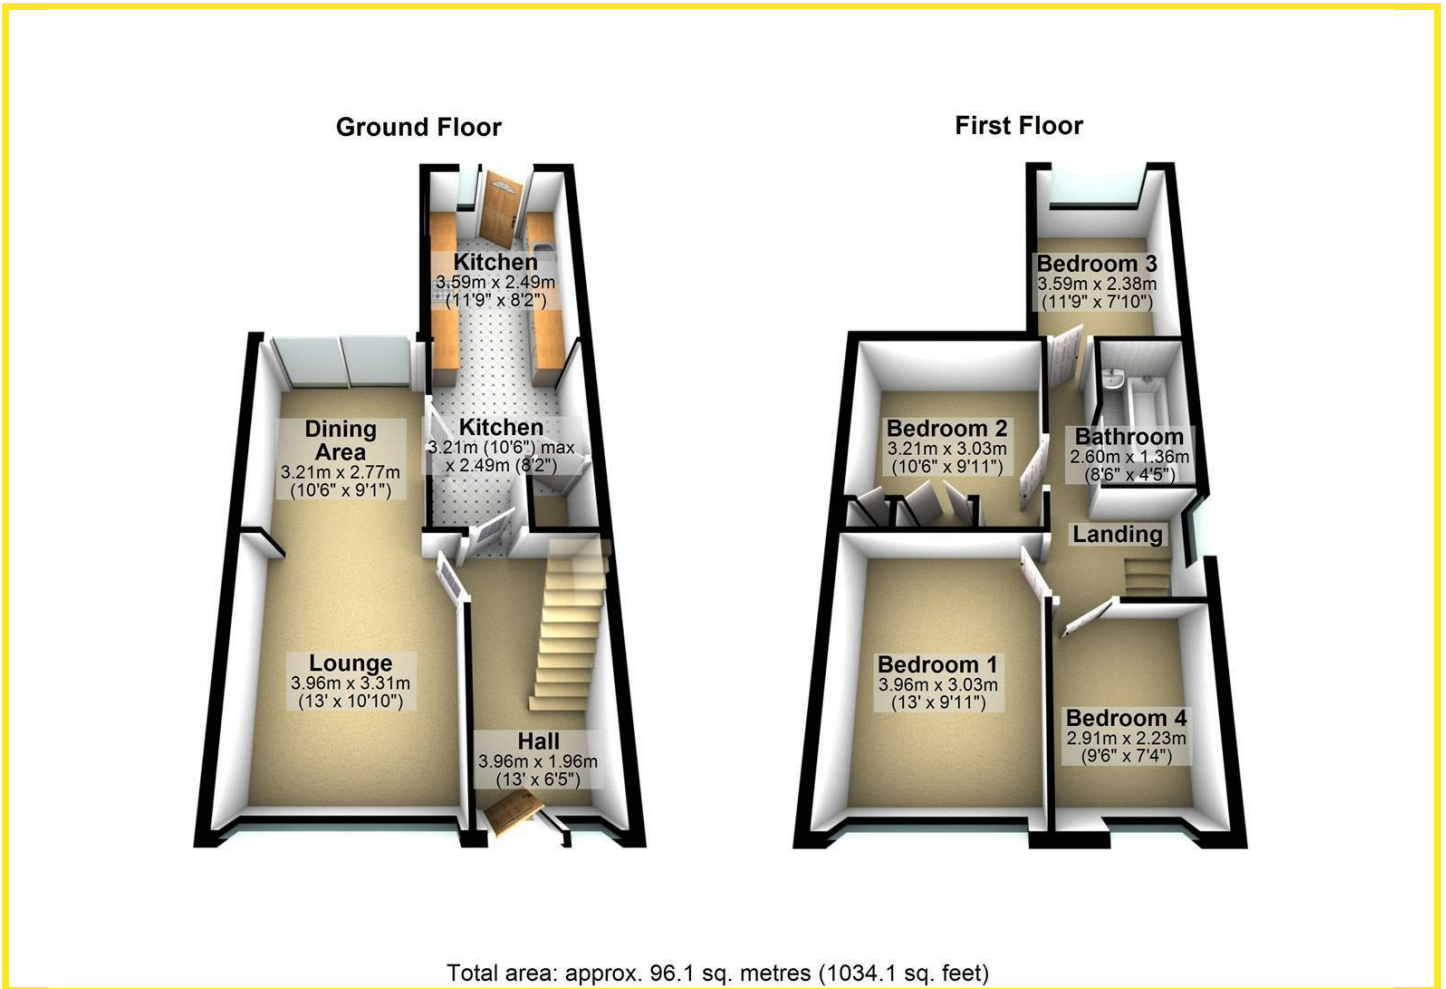 Ground Floor
Kitchen
3.59m x 2.49m
(11'9" x 8'2")
Dining
Area
3.21m x 2.77m
(10'6" x 9'1")
Kitchen
3.21m (10'6") max
x 2.49m (8'2")
Lounge
3.96m x 3.31m
(13' x 10'10")
Hall
3.96m x 1.96m
(13' x 6'5")
First Floor
Bedroom 3
3.59m x 2.38m
(11'9" x 7'10")
Bedroom 2
3.21m x 3.03m
(10'6" x 9'11")
Bathroom
2.60m x 1.36m
(8'6" x 4'5")
Landing
Bedroom 1
3.96m x 3.03m
(13' x 9'11")
Bedroom 4
2.91m x 2.23m
(9'6" x 7'4")
Total area: approx. 96.1 sq. metres (1034.1 sq. feet)